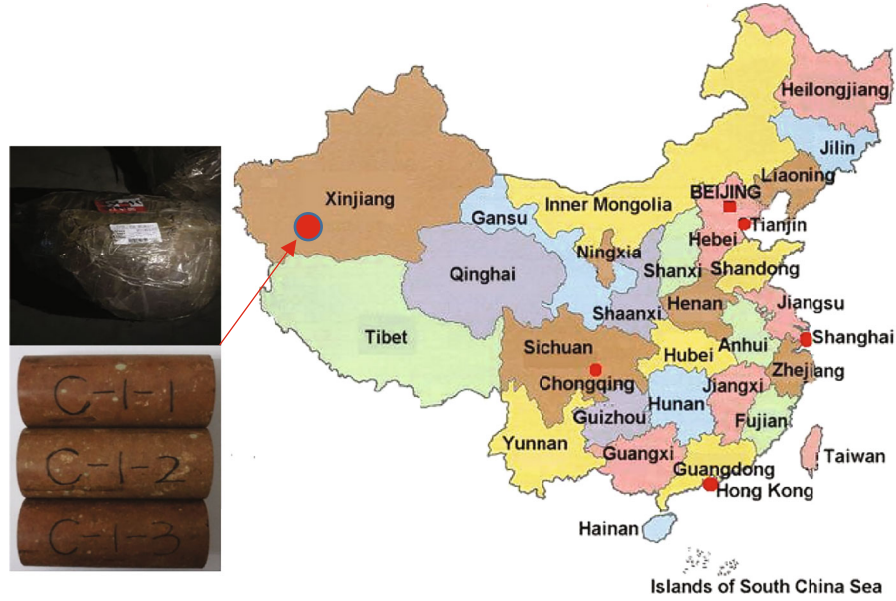 Heilongjiang
Jilin
Liaoning
BEIJING
Xinjiang
Inner Mongolia
Gansu
Tianjin
Hebei
Ningxia
Shanxi
Shandong
Qinghai
Henan
Jiangsu
Shaanxi
Tibet
Sichuan
Anhui
Shanghai
Hubei
Zhejiang
Chongqing
Jiangxi
Hunan
Guizhou
Fujian
Yunnan
Guangxi
Taiwan
Guangdong
Hong Kong
Hainan
Islands of South China Sea
C-1-1
C-1-2
C-1-3